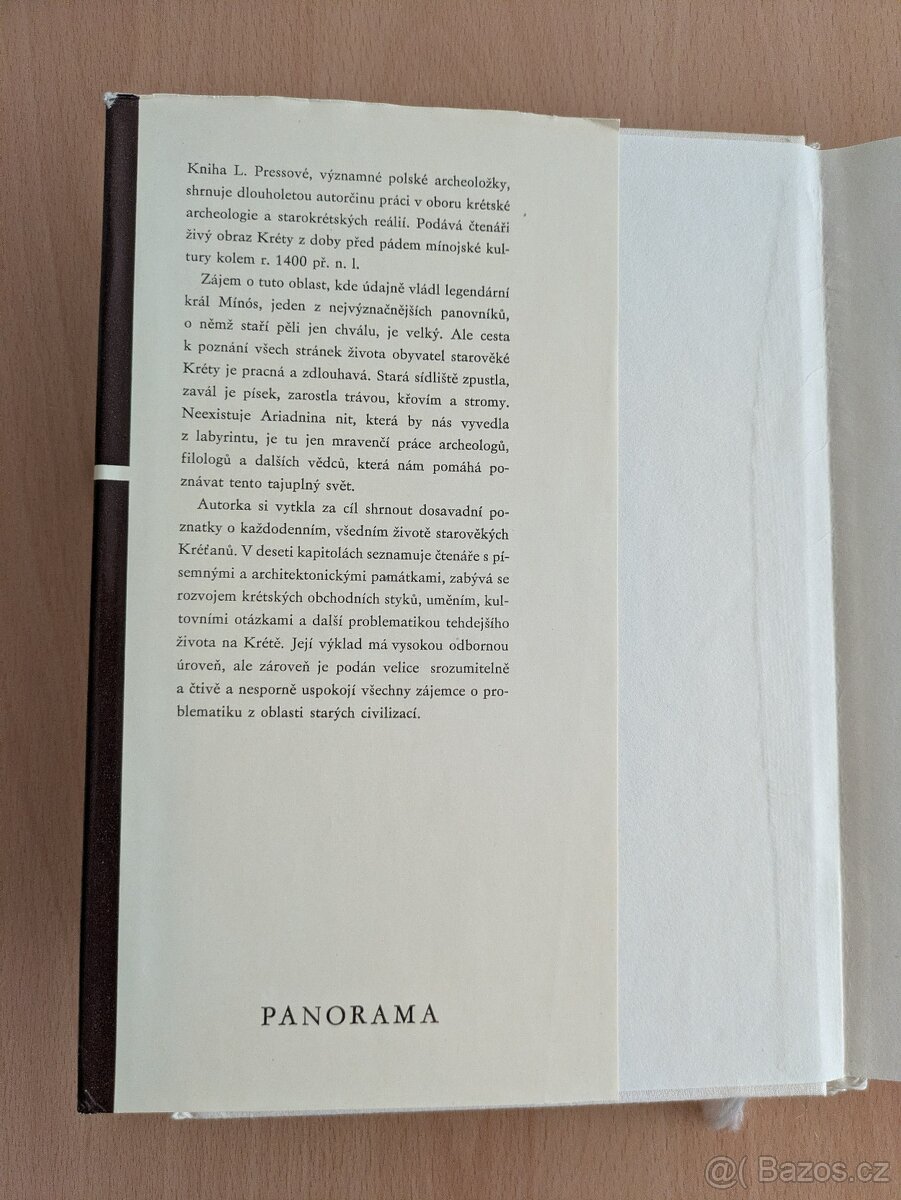 Kniha L. Pressové, významné polské archeoložky,
shrnuje dlouholetou autorčinu práci v oboru krétské
archeologie a starokrétských reálií. Podává čtenáři
živý obraz Kréty z doby před pádem mínojské kul-
tury kolem r. 1400 př. n. l.
Zájem o tuto oblast, kde údajně vládl legendární
král Mínós, jeden z nejvýznačnějších panovníků,
o němž staří pěli jen chválu, je velký. Ale cesta
k poznání všech stránek života obyvatel starověké
Kréty je pracná a zdlouhavá. Stará sídliště zpustla,
zavál je písek, zarostla trávou, křovím a stromy.
Neexistuje Ariadnina nit, která by nás vyvedla
z labyrintu, je tu jen mravenčí práce archeologů,
filologů a dalších vědců, která nám pomáhá po-
znávat tento tajuplný svět.
Autorka si vytkla za cíl shrnout dosavadní po-
znatky o každodenním, všedním životě starověkých
Kréťanů. V deseti kapitolách seznamuje čtenáře s pí-
semnými a architektonickými památkami, zabývá se
rozvojem krétských obchodních styků, uměním, kul-
tovními otázkami a další problematikou tehdejšího
života na Krétě. Její výklad má vysokou odbornou
úroveň, ale zároveň je podán velice srozumitelně
a čtivě a nesporně uspokojí všechny zájemce o pro-
blematiku z oblasti starých civilizací.
PANORAMA
@( Bazos.cz